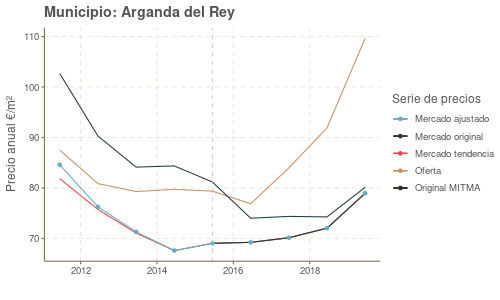 Municipio: Arganda del Rey
Precio anual €/m²
110
100
90
80
70
2012
2014
2016
2018
Serie de precios
Mercado ajustado
Mercado original
Mercado tendencia
Oferta
Original MITMA